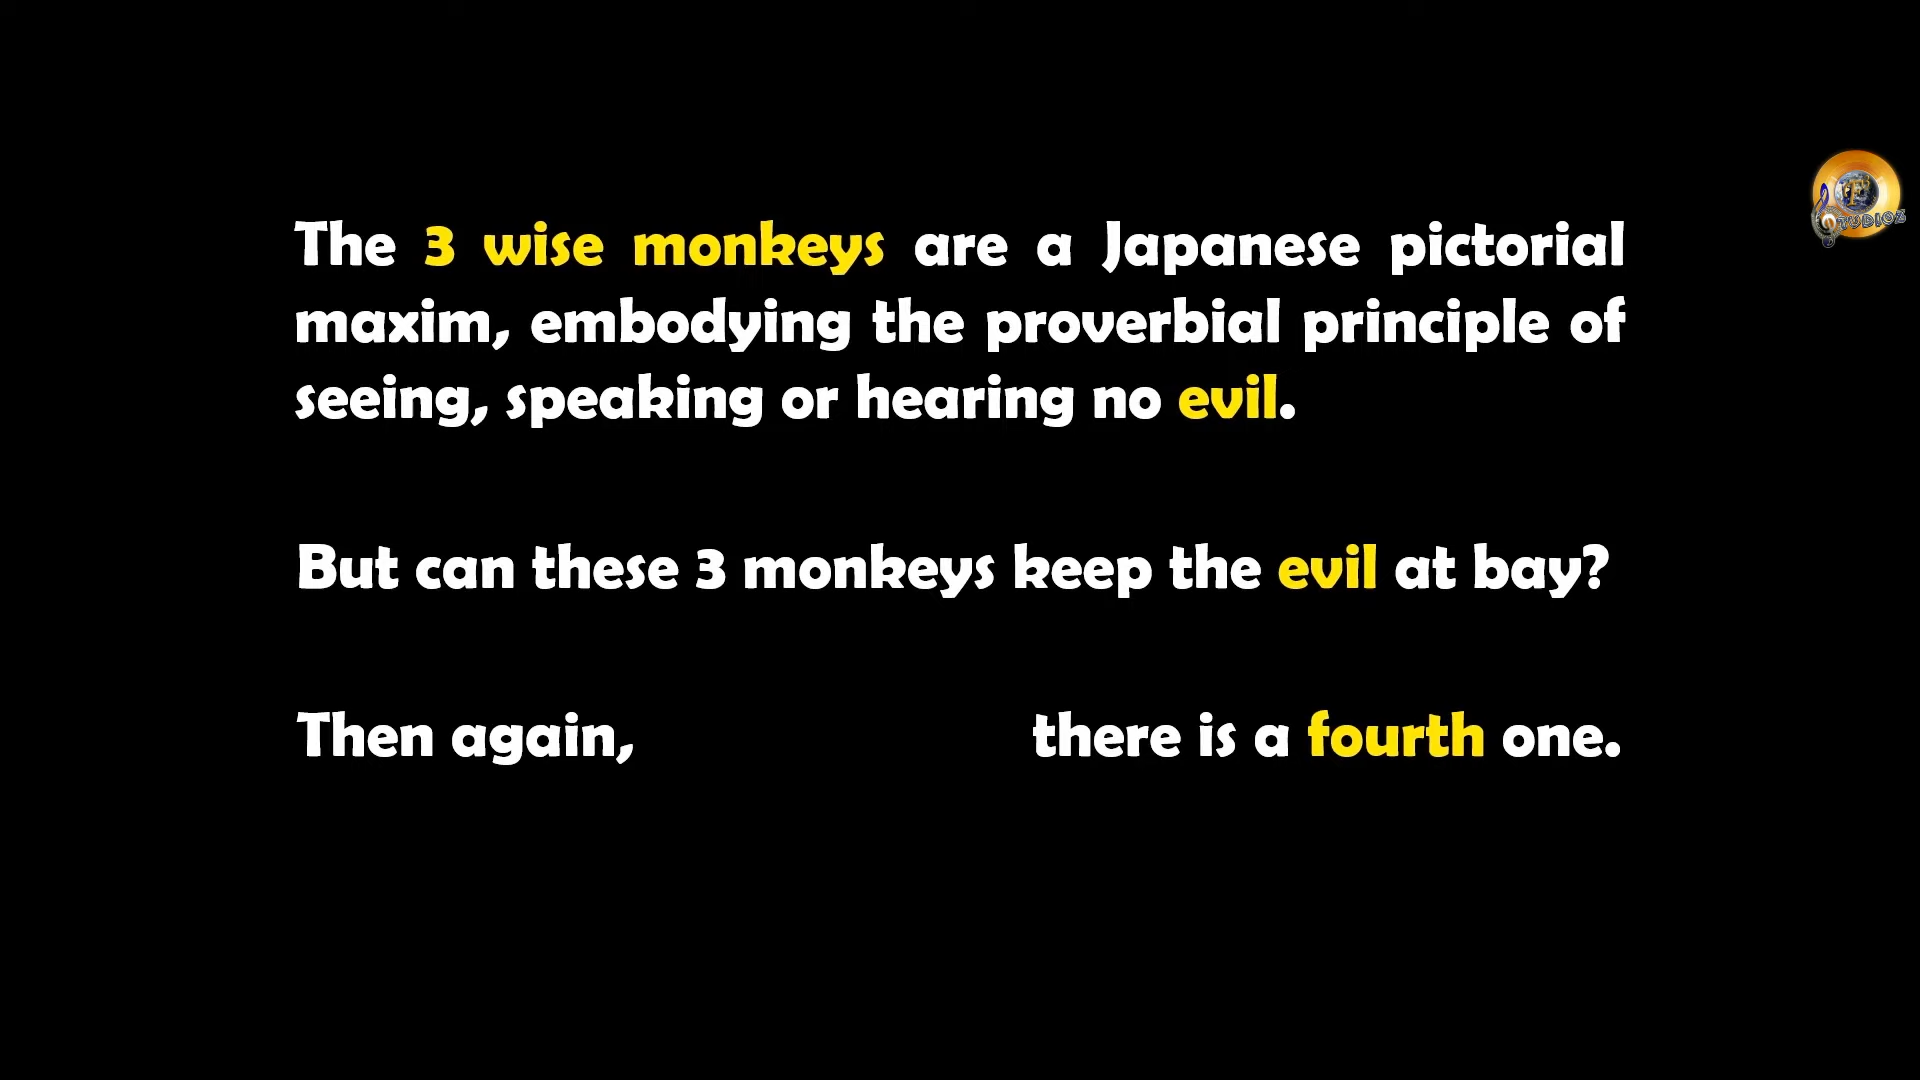 The 3 wise monkeys are a Japanese pictorial
maxim, embodying the proverbial principle of
seeing, speaking or hearing no evil.
But can these 3 monkeys keep the evil at bay?
Then again, there is a fourth one.